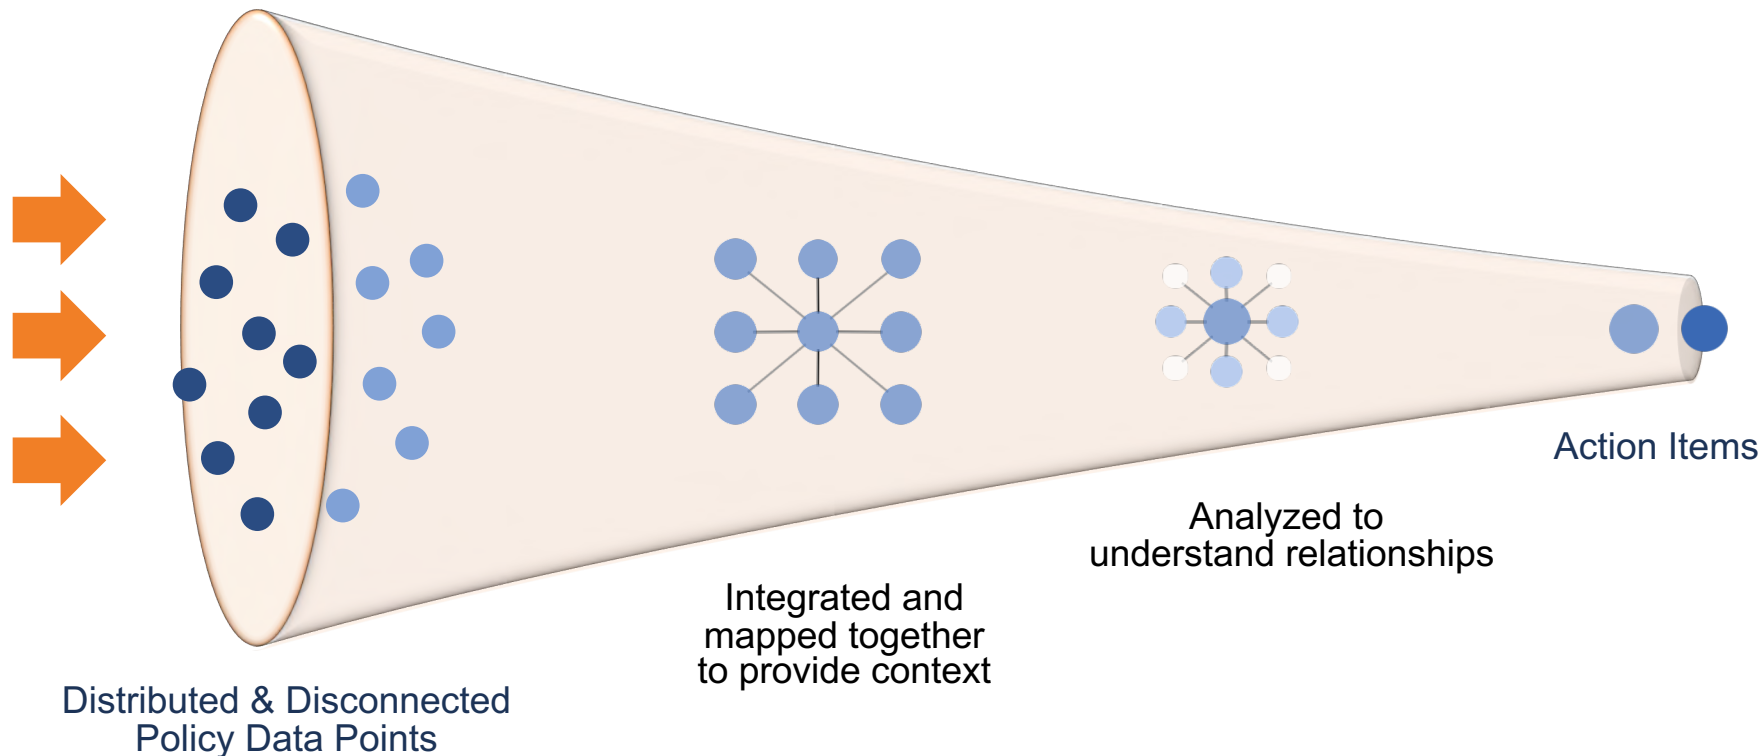 Distributed & Disconnected
Policy Data Points
Integrated and
mapped together
to provide context
Analyzed to
understand relationships
Action Items